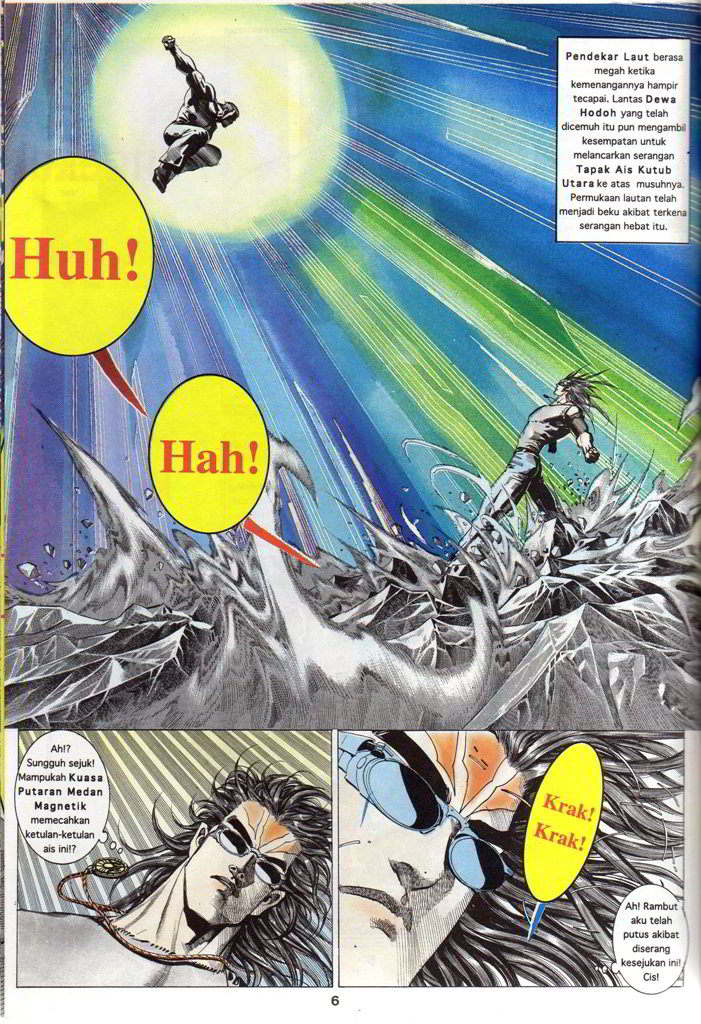 Pendekar Laut berasa
megah ketika
kemenangannya hampir
tecapai. Lantas Dewa
Hodoh yang telah
dicemuh itu pun mengambil
kesempatan untuk
melancarkan serangan
Tapak Ais Kutub
Utara ke atas musuhnya.
Permukaan lautan telah
menjadi beku akibat terkena
serangan hebat itu.
Huh!
Hah!
Ah!?
Sungguh sejuk!
Mampukah Kuasa
Putaran Medan
Magnetik
memecahkan
ketulan-ketulan
ais ini!?
Krak!
Krak!
Ah! Rambut
aku telah
putus akibat
diserang
kesejukan ini!
Cis!
6